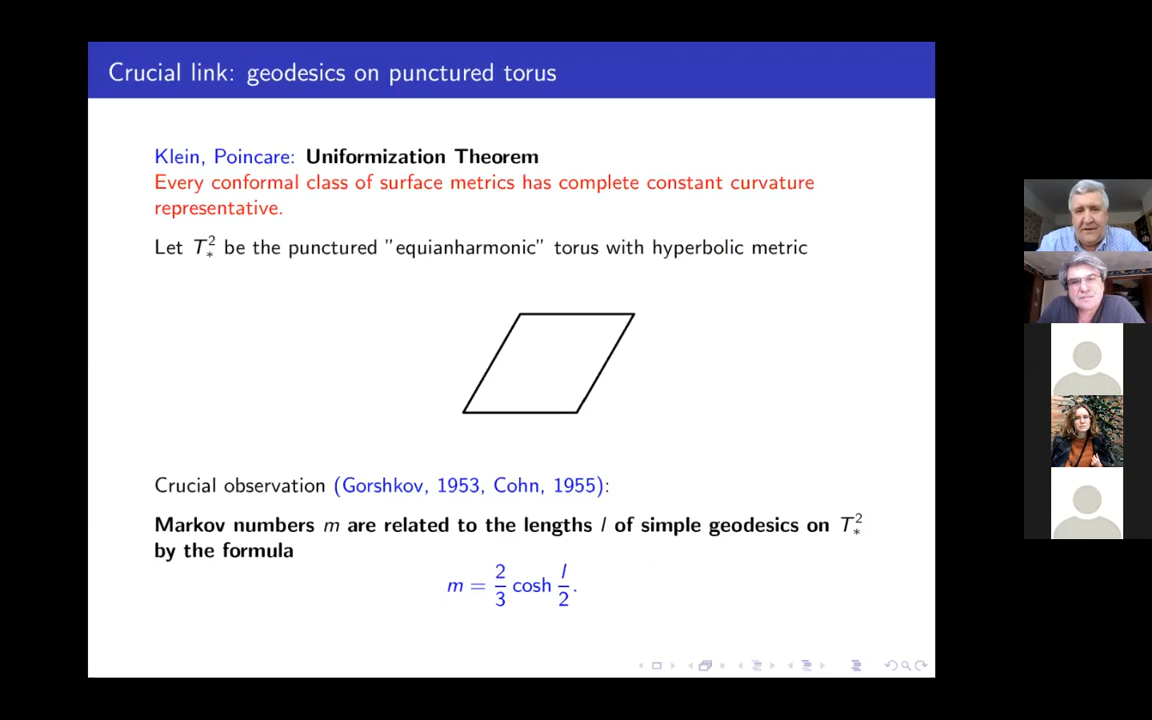 Crucial link: geodesics on punctured torus
Klein, Poincare: Uniformization Theorem
Every conformal class of surface metrics has complete constant curvature
representative.
Let T²∗ be the punctured ”equianharmonic” torus with hyperbolic metric
Crucial observation (Gorshkov, 1953, Cohn, 1955):
Markov numbers m are related to the lengths l of simple geodesics on T²∗
by the formula
m = 2/3 cosh l/2.